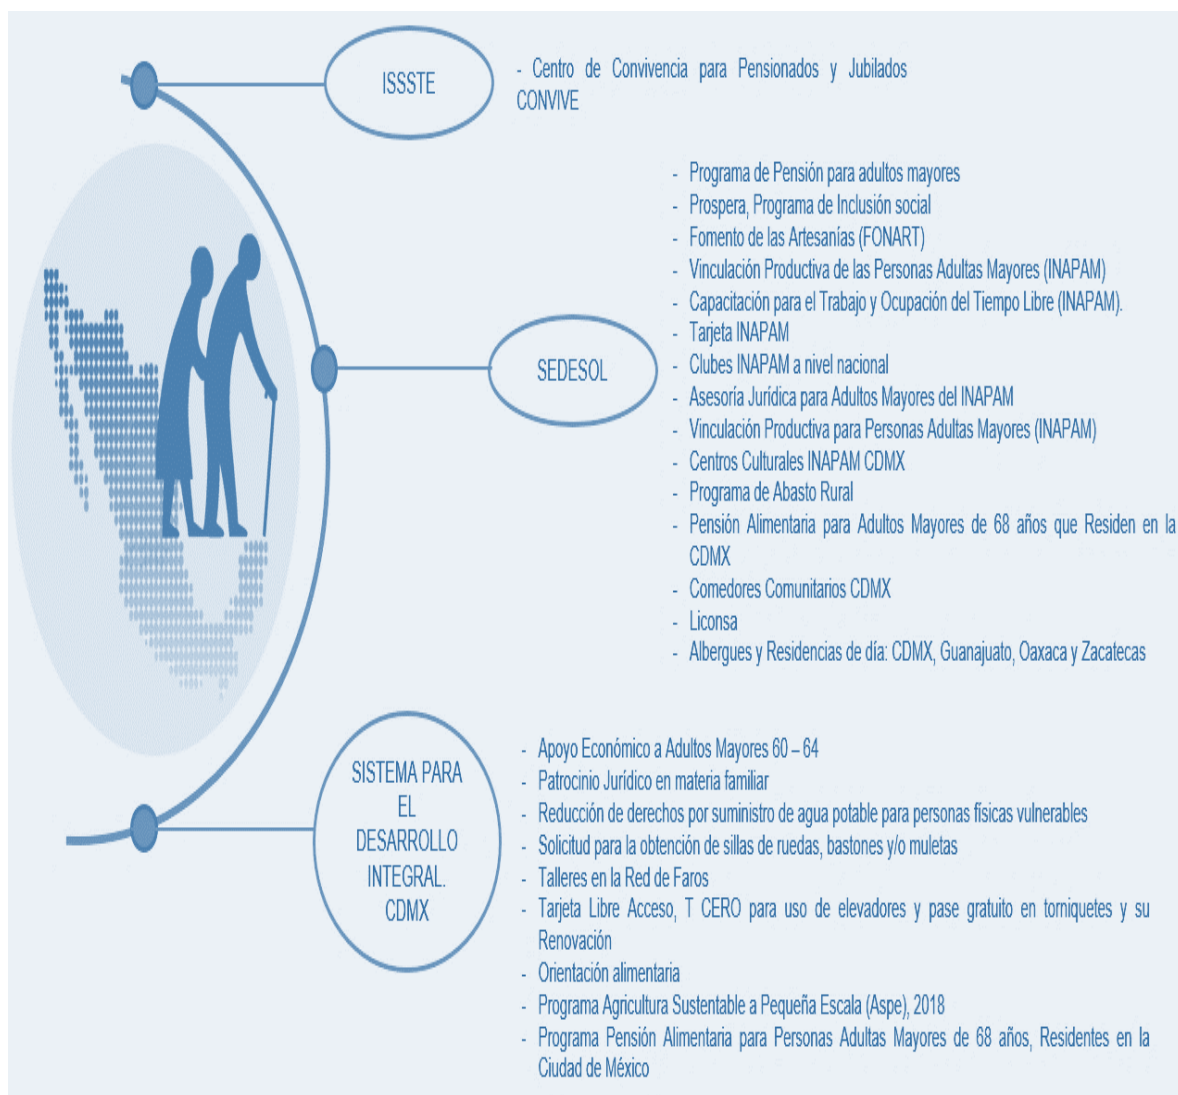 ISSSTE
- Centro de Convivencia para Pensionados y Jubilados
CONVIVE
SEDESOL
- Programa de Pensión para adultos mayores
- Prospera, Programa de Inclusión social
- Fomento de las Artesanías (FONART)
- Vinculación Productiva de las Personas Adultas Mayores (INAPAM)
- Capacitación para el Trabajo y Ocupación del Tiempo Libre (INAPAM).
- Tarjeta INAPAM
- Clubes INAPAM a nivel nacional
- Asesoría Jurídica para Adultos Mayores del INAPAM
- Vinculación Productiva para Personas Adultas Mayores (INAPAM)
- Centros Culturales INAPAM CDMX
- Programa de Abasto Rural
- Pensión Alimentaria para Adultos Mayores de 68 años que Residen en la
CDMX
- Comedores Comunitarios CDMX
- Liconsa
- Albergues y Residencias de día: CDMX, Guanajuato, Oaxaca y Zacatecas
SISTEMA PARA
EL
DESARROLLO
INTEGRAL.
CDMX
- Apoyo Económico a Adultos Mayores 60 – 64
- Patrocinio Jurídico en materia familiar
- Reducción de derechos por suministro de agua potable para personas físicas vulnerables
- Solicitud para la obtención de sillas de ruedas, bastones y/o muletas
- Talleres en la Red de Faros
- Tarjeta Libre Acceso, T CERO para uso de elevadores y pase gratuito en torniquetes y su
Renovación
- Orientación alimentaria
- Programa Agricultura Sustentable a Pequeña Escala (Aspe), 2018
- Programa Pensión Alimentaria para Personas Adultas Mayores de 68 años, Residentes en la
Ciudad de México